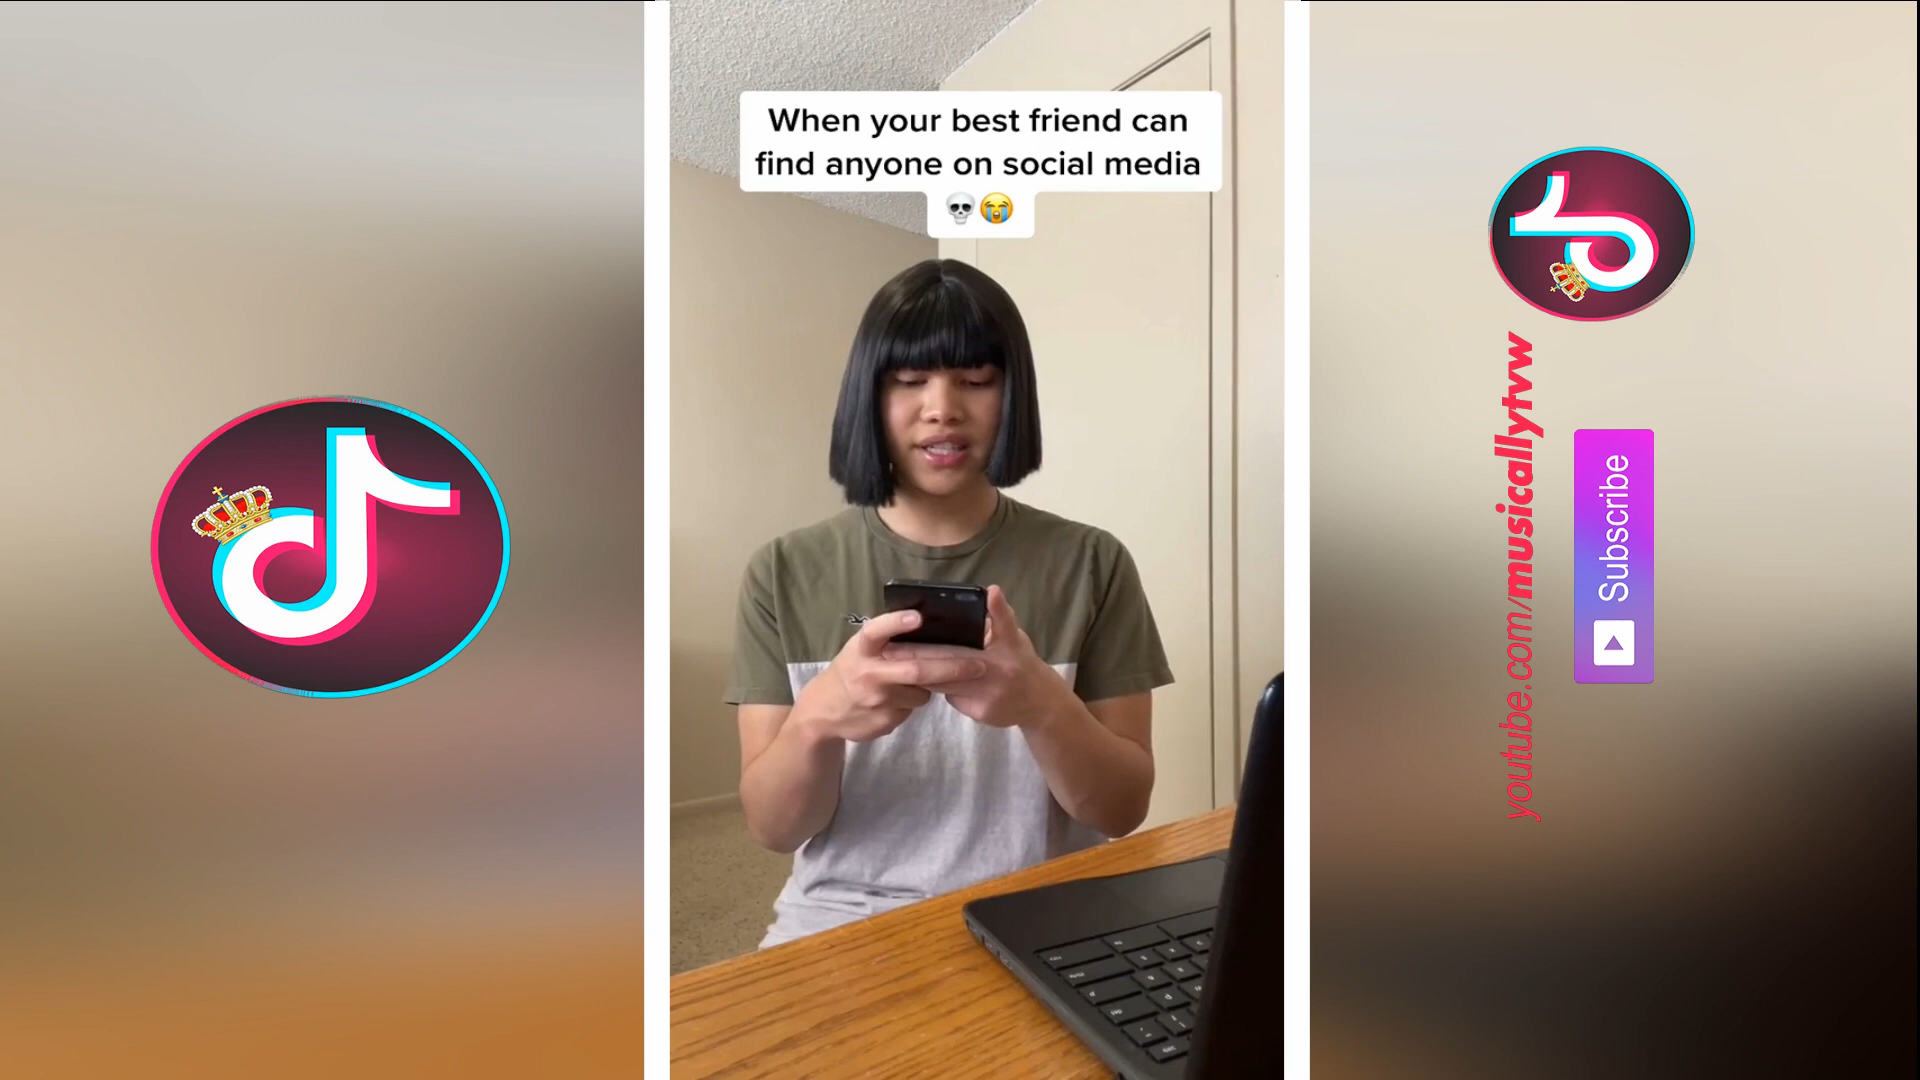 When your best friend can
find anyone on social media
💀😭
youtube.com/musicallytvw
Subscribe